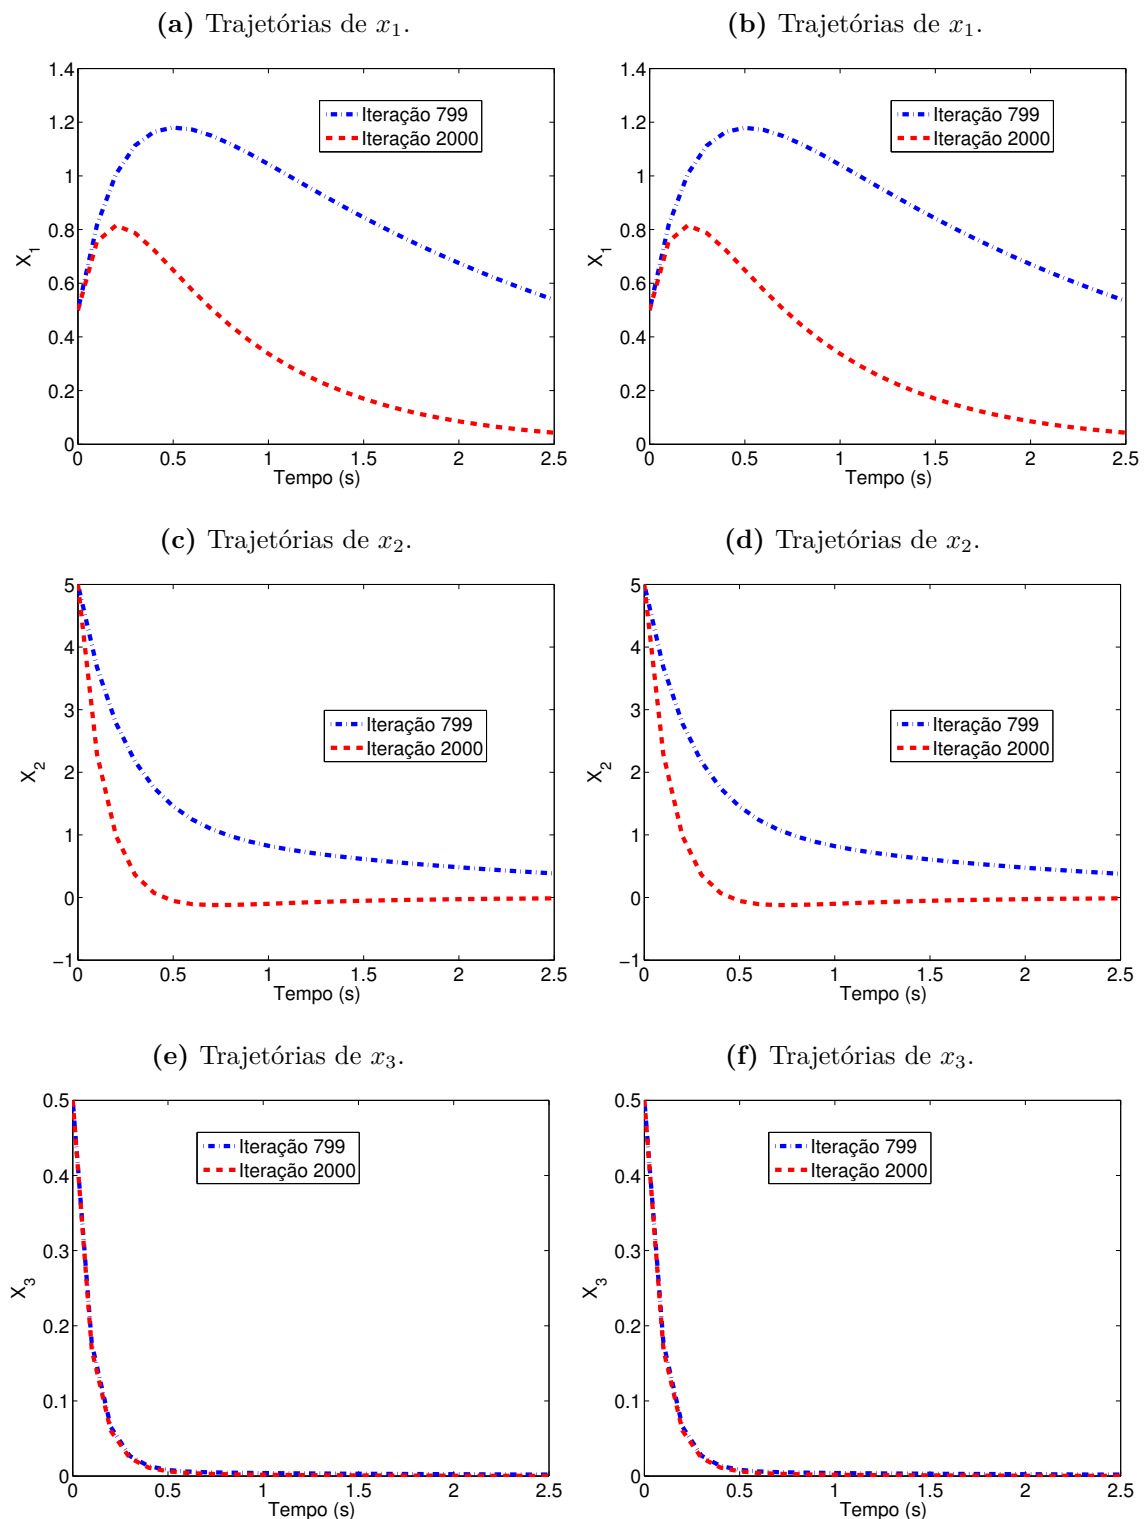 (a) Trajetórias de x₁.
(b) Trajetórias de x₁.
1.4
1.2
1
0.8
0.6
0.4
0.2
0
X₁
Iteração 799
Iteração 2000
0 0.5 1 1.5 2 2.5
Tempo (s)
1.4
1.2
1
0.8
0.6
0.4
0.2
0
X₁
Iteração 799
Iteração 2000
0 0.5 1 1.5 2 2.5
Tempo (s)
(c) Trajetórias de x₂.
(d) Trajetórias de x₂.
5
4
3
2
1
0
−1
X₂
Iteração 799
Iteração 2000
0 0.5 1 1.5 2 2.5
Tempo (s)
5
4
3
2
1
0
−1
X₂
Iteração 799
Iteração 2000
0 0.5 1 1.5 2 2.5
Tempo (s)
(e) Trajetórias de x₃.
(f) Trajetórias de x₃.
0.5
0.4
0.3
0.2
0.1
0
X₃
Iteração 799
Iteração 2000
0 0.5 1 1.5 2 2.5
Tempo (s)
0.5
0.4
0.3
0.2
0.1
0
X₃
Iteração 799
Iteração 2000
0 0.5 1 1.5 2 2.5
Tempo (s)